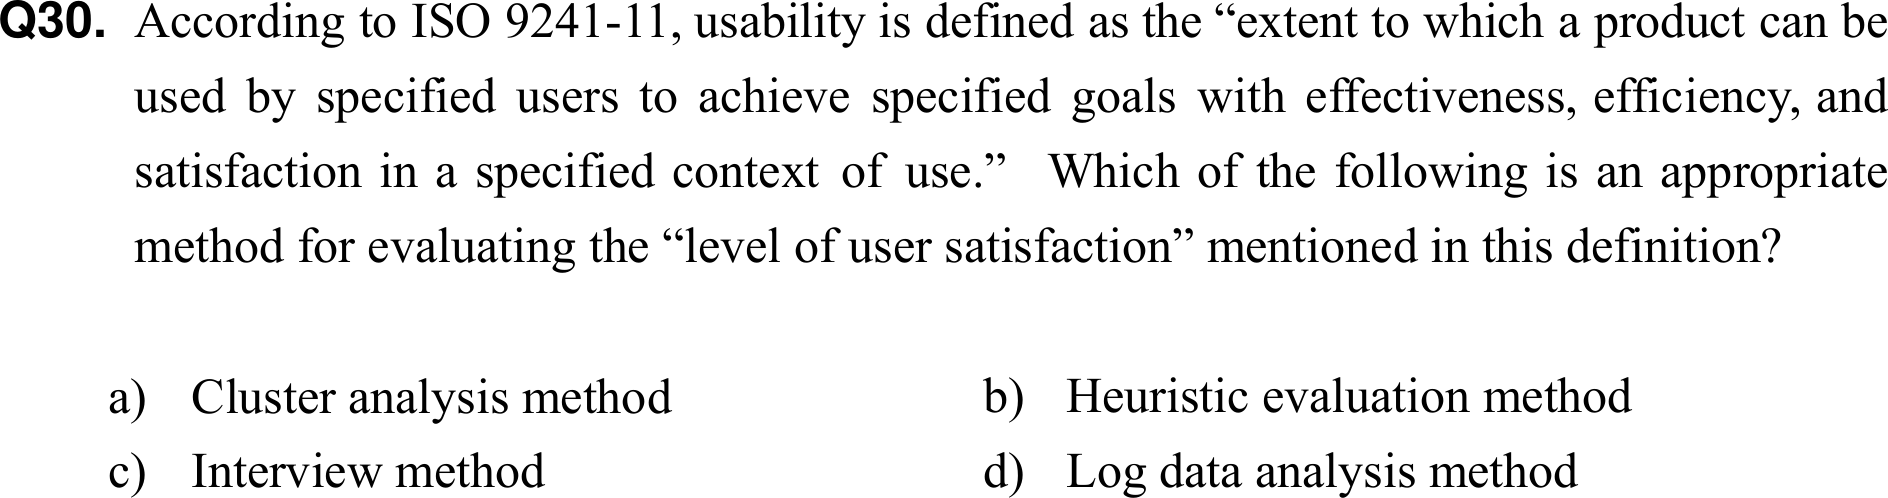 Q30. According to ISO 9241-11, usability is defined as the “extent to which a product can be
used by specified users to achieve specified goals with effectiveness, efficiency, and
satisfaction in a specified context of use.” Which of the following is an appropriate
method for evaluating the “level of user satisfaction” mentioned in this definition?
a) Cluster analysis method b) Heuristic evaluation method
c) Interview method d) Log data analysis method